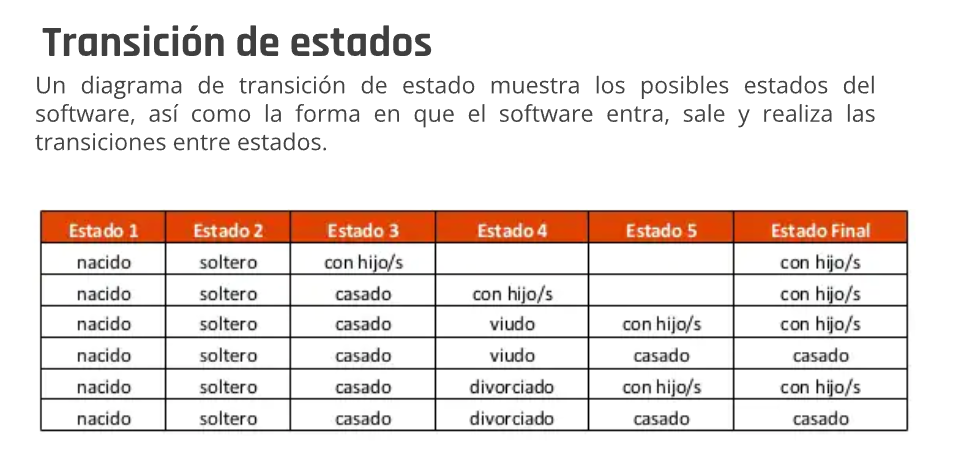 Transición de estados
Un diagrama de transición de estado muestra los posibles estados del
software, así como la forma en que el software entra, sale y realiza las
transiciones entre estados.
Estado 1 Estado 2 Estado 3 Estado 4 Estado 5 Estado Final
nacido soltero con hijo/s con hijo/s
nacido soltero casado con hijo/s con hijo/s
nacido soltero casado viudo con hijo/s con hijo/s
nacido soltero casado viudo casado casado
nacido soltero casado divorciado con hijo/s con hijo/s
nacido soltero casado divorciado casado casado